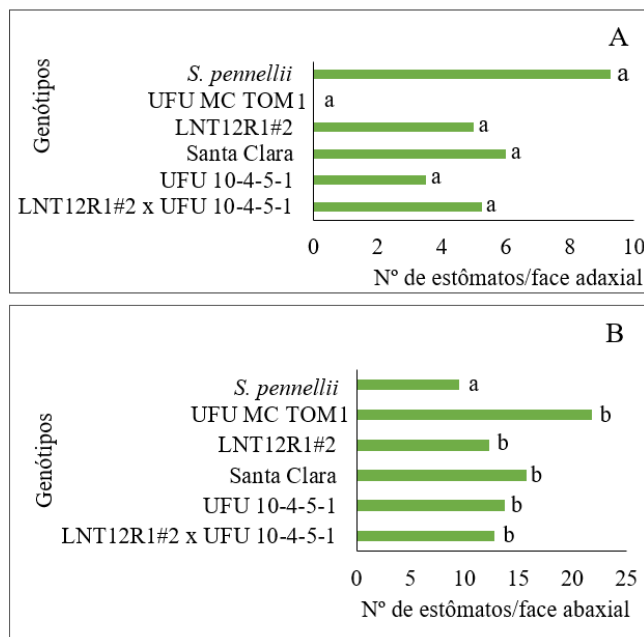 A
Genótipos
S. pennellii a
UFU MC TOM1 a
LNT12R1#2 a
Santa Clara a
UFU 10-4-5-1 a
LNT12R1#2 x UFU 10-4-5-1 a
0 2 4 6 8 10
Nº de estômatos/face adaxial
B
Genótipos
S. pennellii a
UFU MC TOM1 b
LNT12R1#2 b
Santa Clara b
UFU 10-4-5-1 b
LNT12R1#2 x UFU 10-4-5-1 b
0 5 10 15 20 25
Nº de estômatos/face abaxial